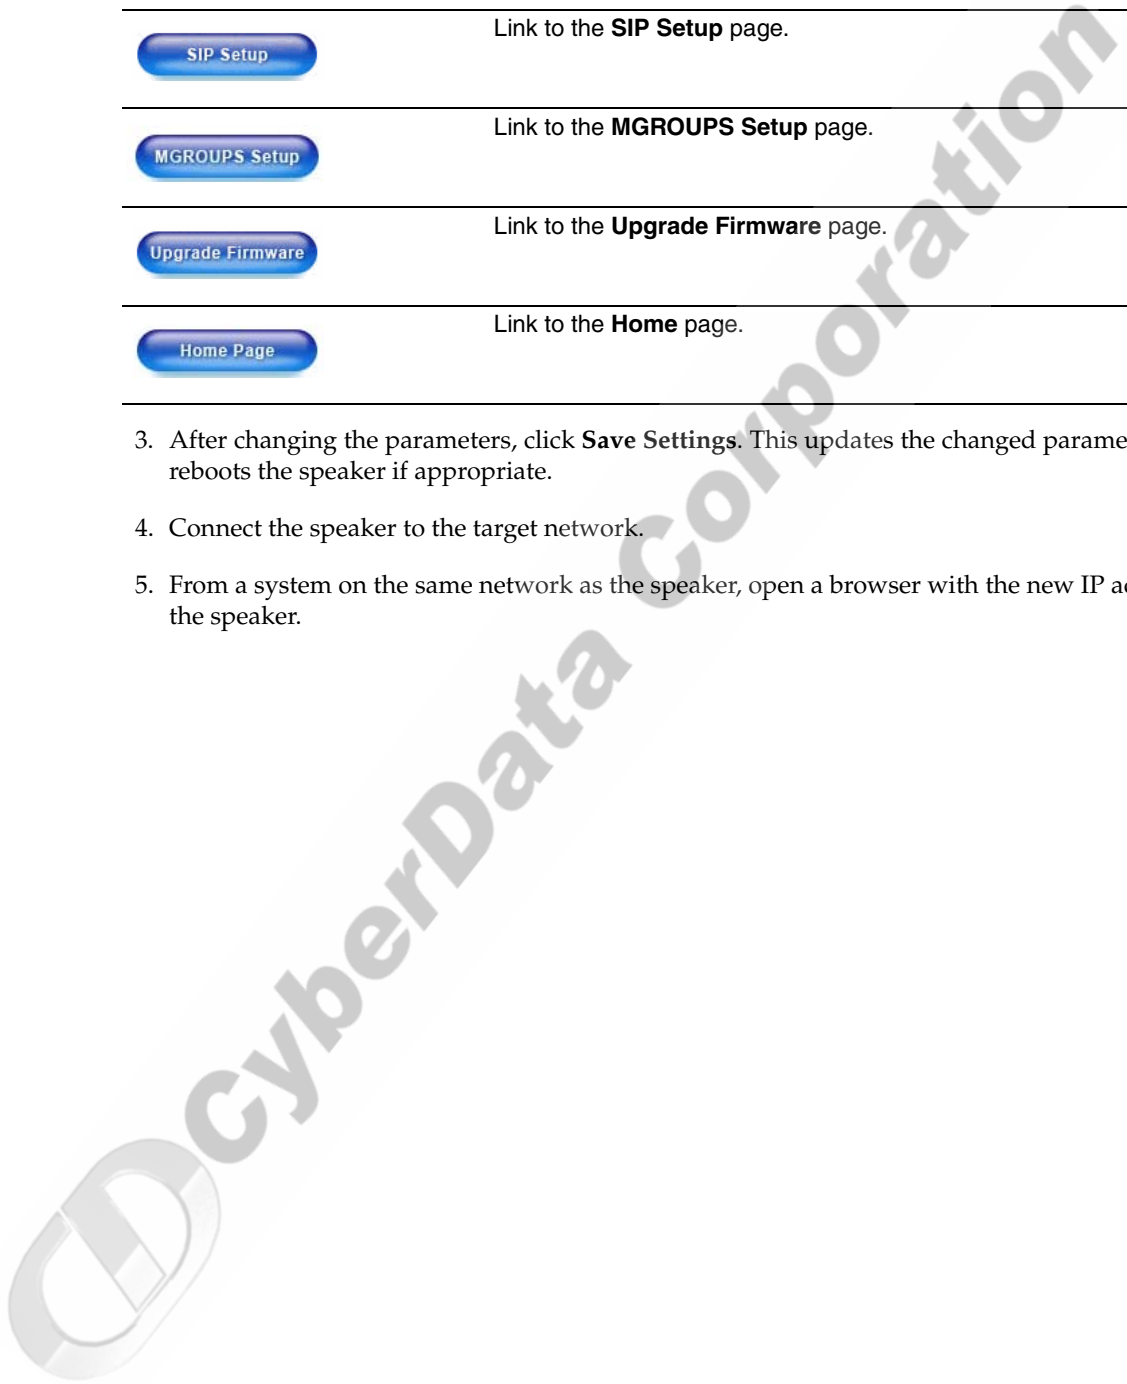 SIP Setup
Link to the SIP Setup page.
MGROUPS Setup
Link to the MGROUPS Setup page.
Upgrade Firmware
Link to the Upgrade Firmware page.
Home Page
Link to the Home page.
3. After changing the parameters, click Save Settings. This updates the changed
reboots the speaker if appropriate.
4. Connect the speaker to the target network.
5. From a system on the same network as the speaker, open a browser with the new IP
the speaker.
CyberData Corporation